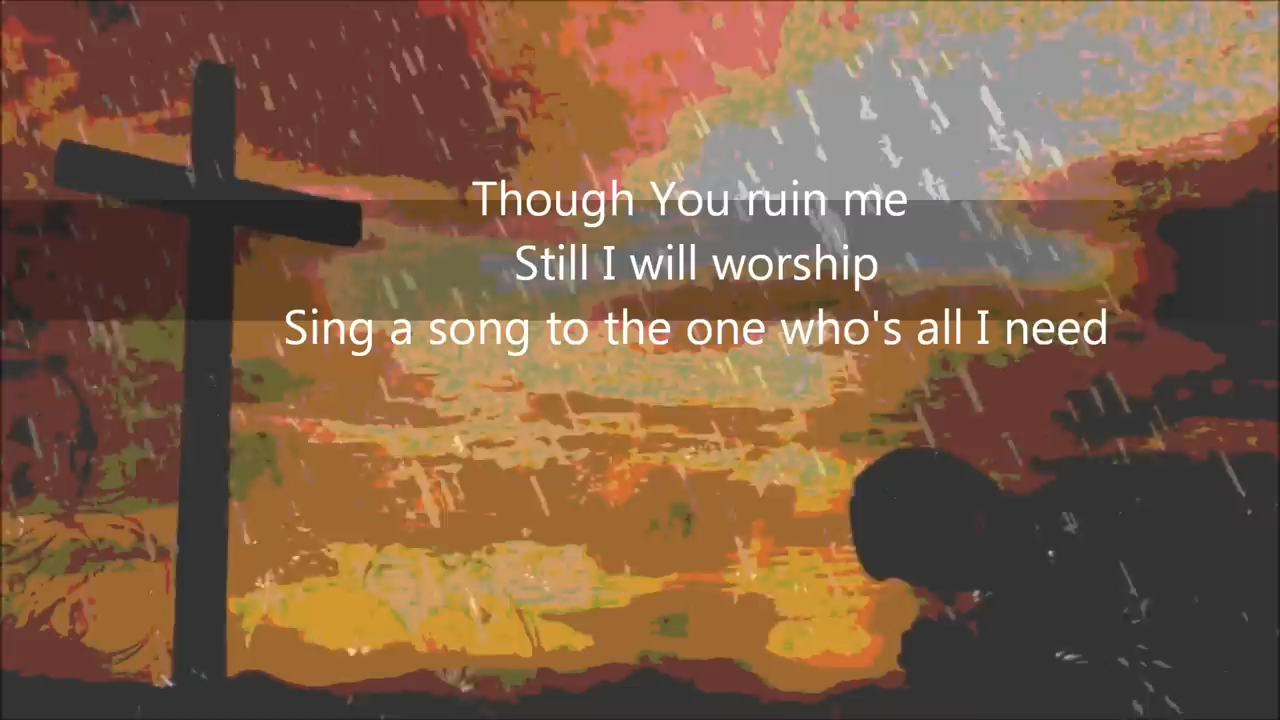 Though You ruin me
Still I will worship
Sing a song to the one who's all I need